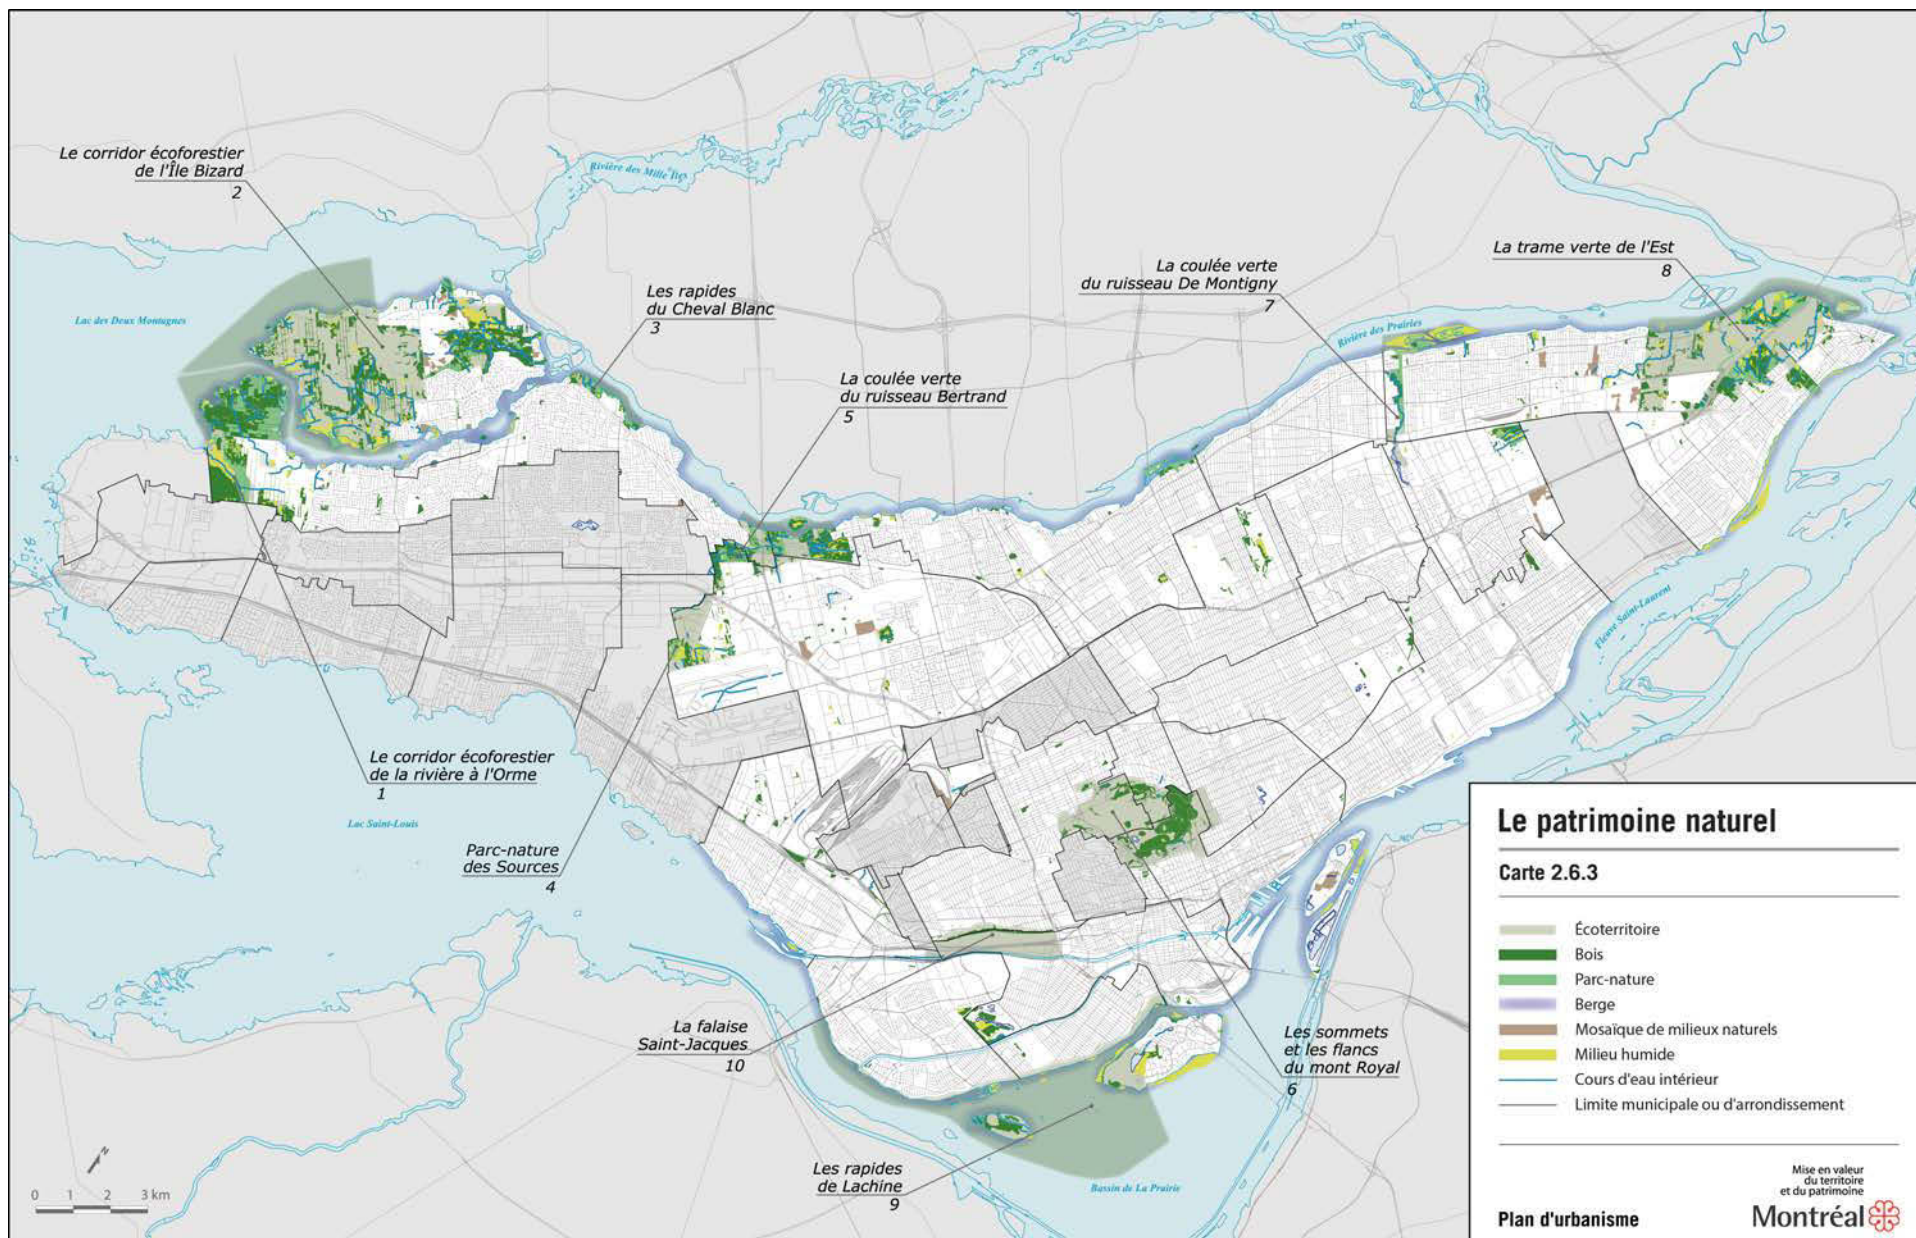 Le corridor écoforestier
de l'Île Bizard
2
Rivière des Mille Îles
La trame verte de l'Est
8
La coulée verte
du ruisseau De Montigny
7
Les rapides
du Cheval Blanc
3
Lac des Deux Montagnes
Rivière des Prairies
La coulée verte
du ruisseau Bertrand
5
Fleuve Saint-Laurent
Le corridor écoforestier
de la rivière à l'Orme
1
Lac Saint-Louis
Parc-nature
des Sources
4
La falaise
Saint-Jacques
10
Les sommets
et les flancs
du mont Royal
6
Les rapides
de Lachine
9
Bassin de La Prairie
N
0 1 2 3 km
Le patrimoine naturel
Carte 2.6.3
Écoterritoire
Bois
Parc-nature
Berge
Mosaïque de milieux naturels
Milieu humide
Cours d'eau intérieur
Limite municipale ou d'arrondissement
Mise en valeur
du territoire
et du patrimoine
Plan d'urbanisme
Montréal